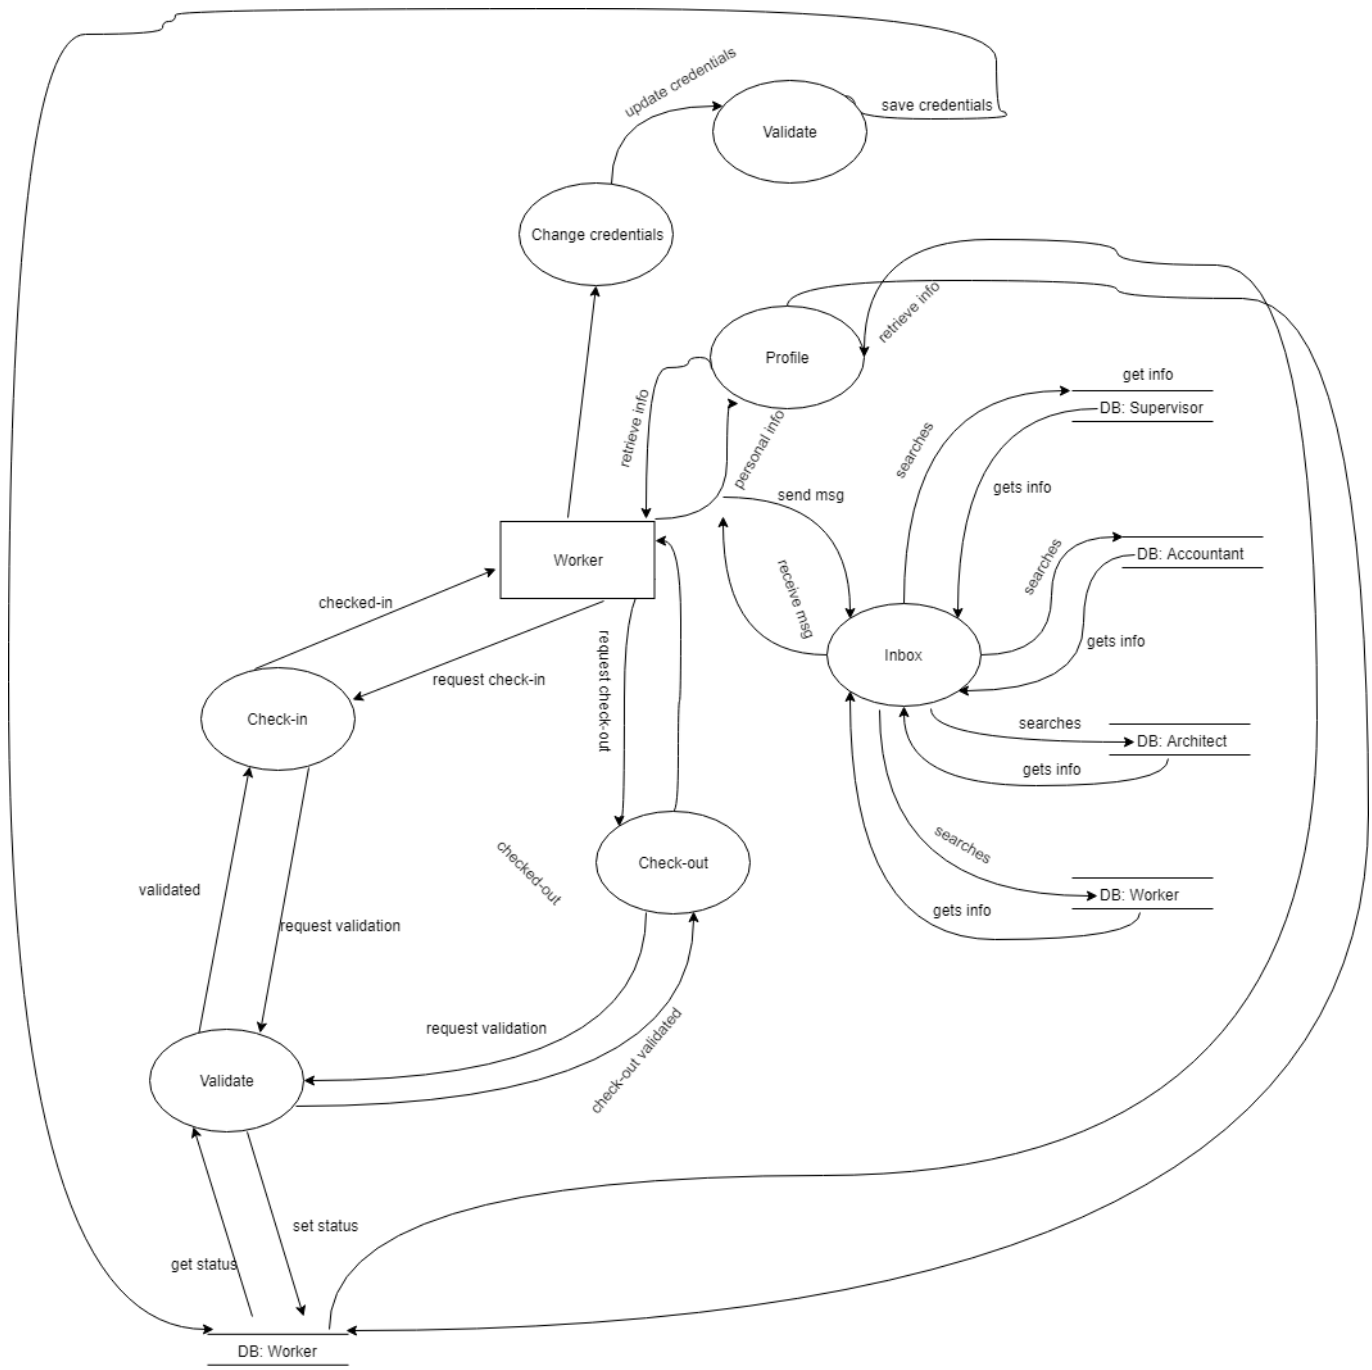 update credentials
save credentials
Validate
Change credentials
retrieve info
Profile
get info
DB: Supervisor
retrieve info
personal info
searches
gets info
send msg
Worker
DB: Accountant
searches
checked-in
receive msg
gets info
Inbox
request check-in
request check-out
Check-in
searches
DB: Architect
gets info
searches
Check-out
checked-out
validated
DB: Worker
gets info
request validation
request validation
check-out validated
Validate
set status
get status
DB: Worker